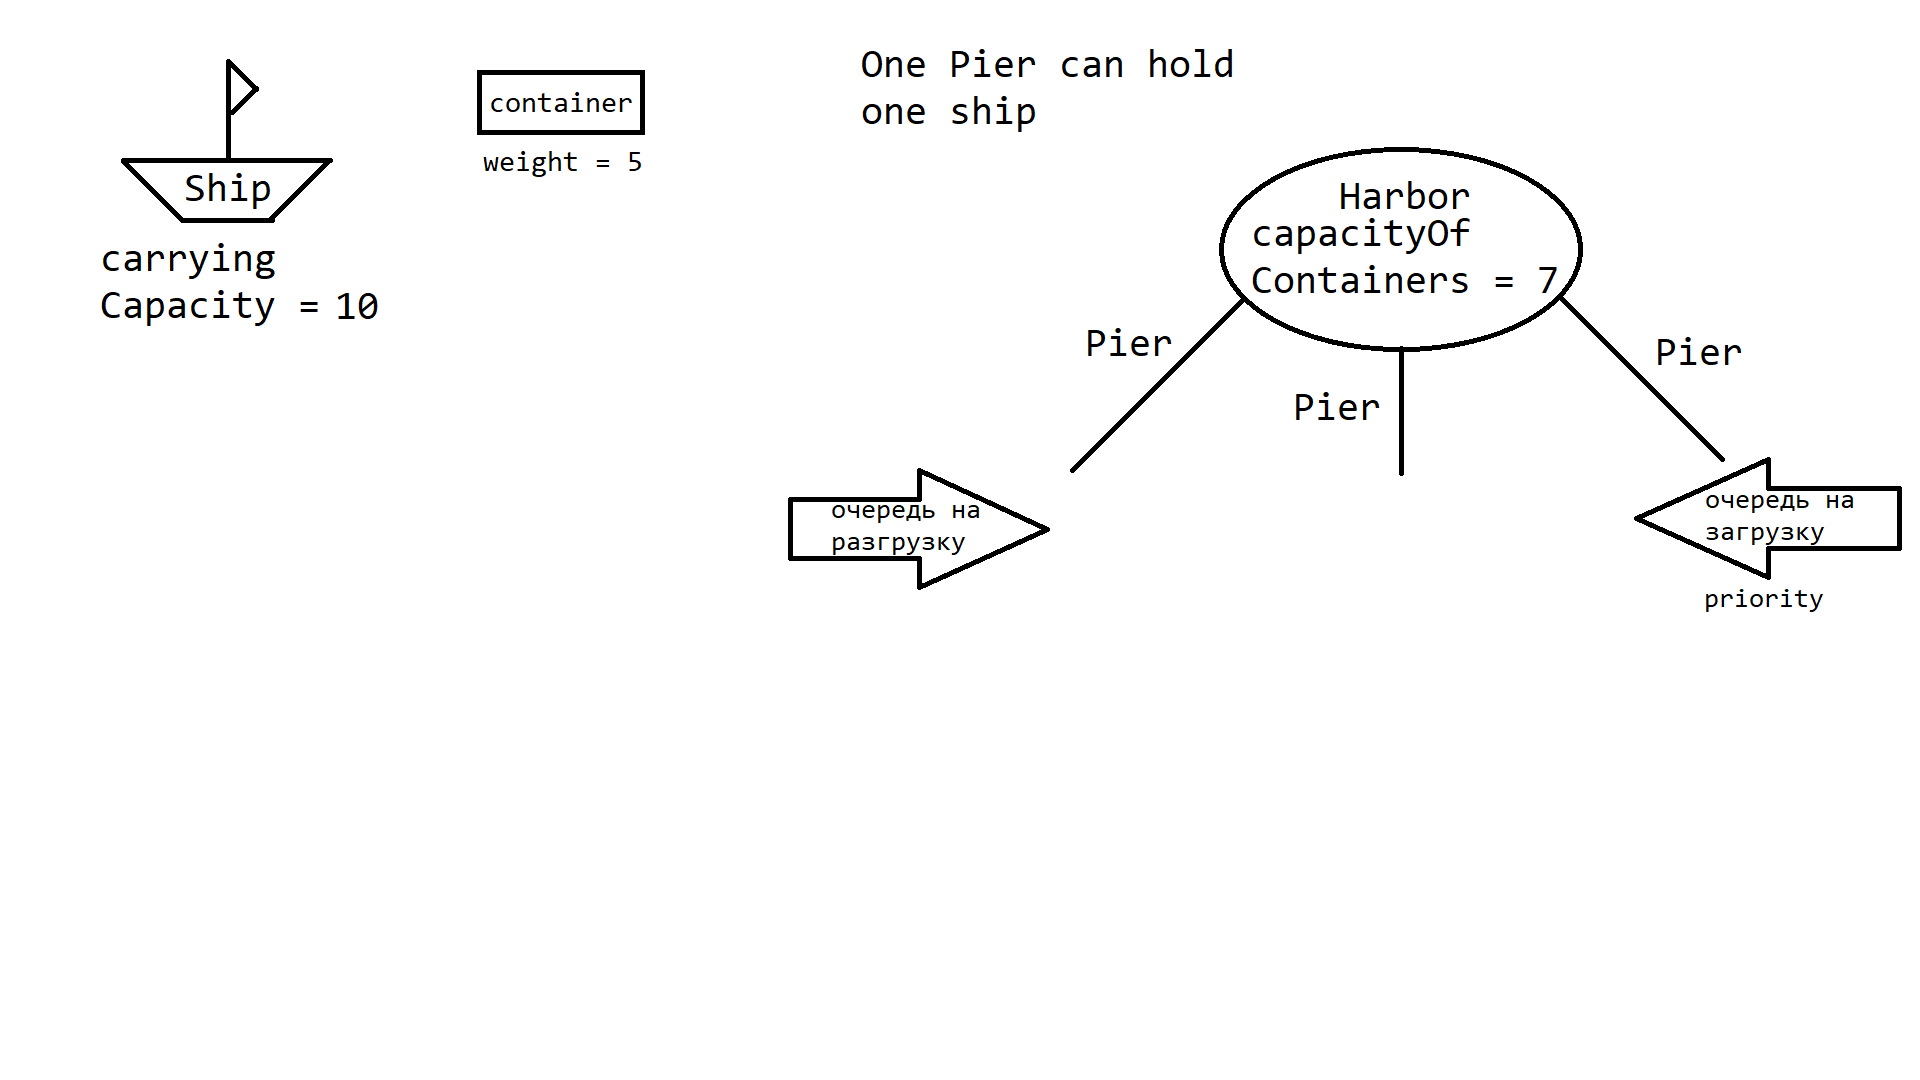 Ship
carrying
Capacity = 10
container
weight = 5
One Pier can hold
one ship
Harbor
capacityOf
Containers = 7
Pier
Pier
Pier
очередь на
разгрузку
очередь на
загрузку
priority